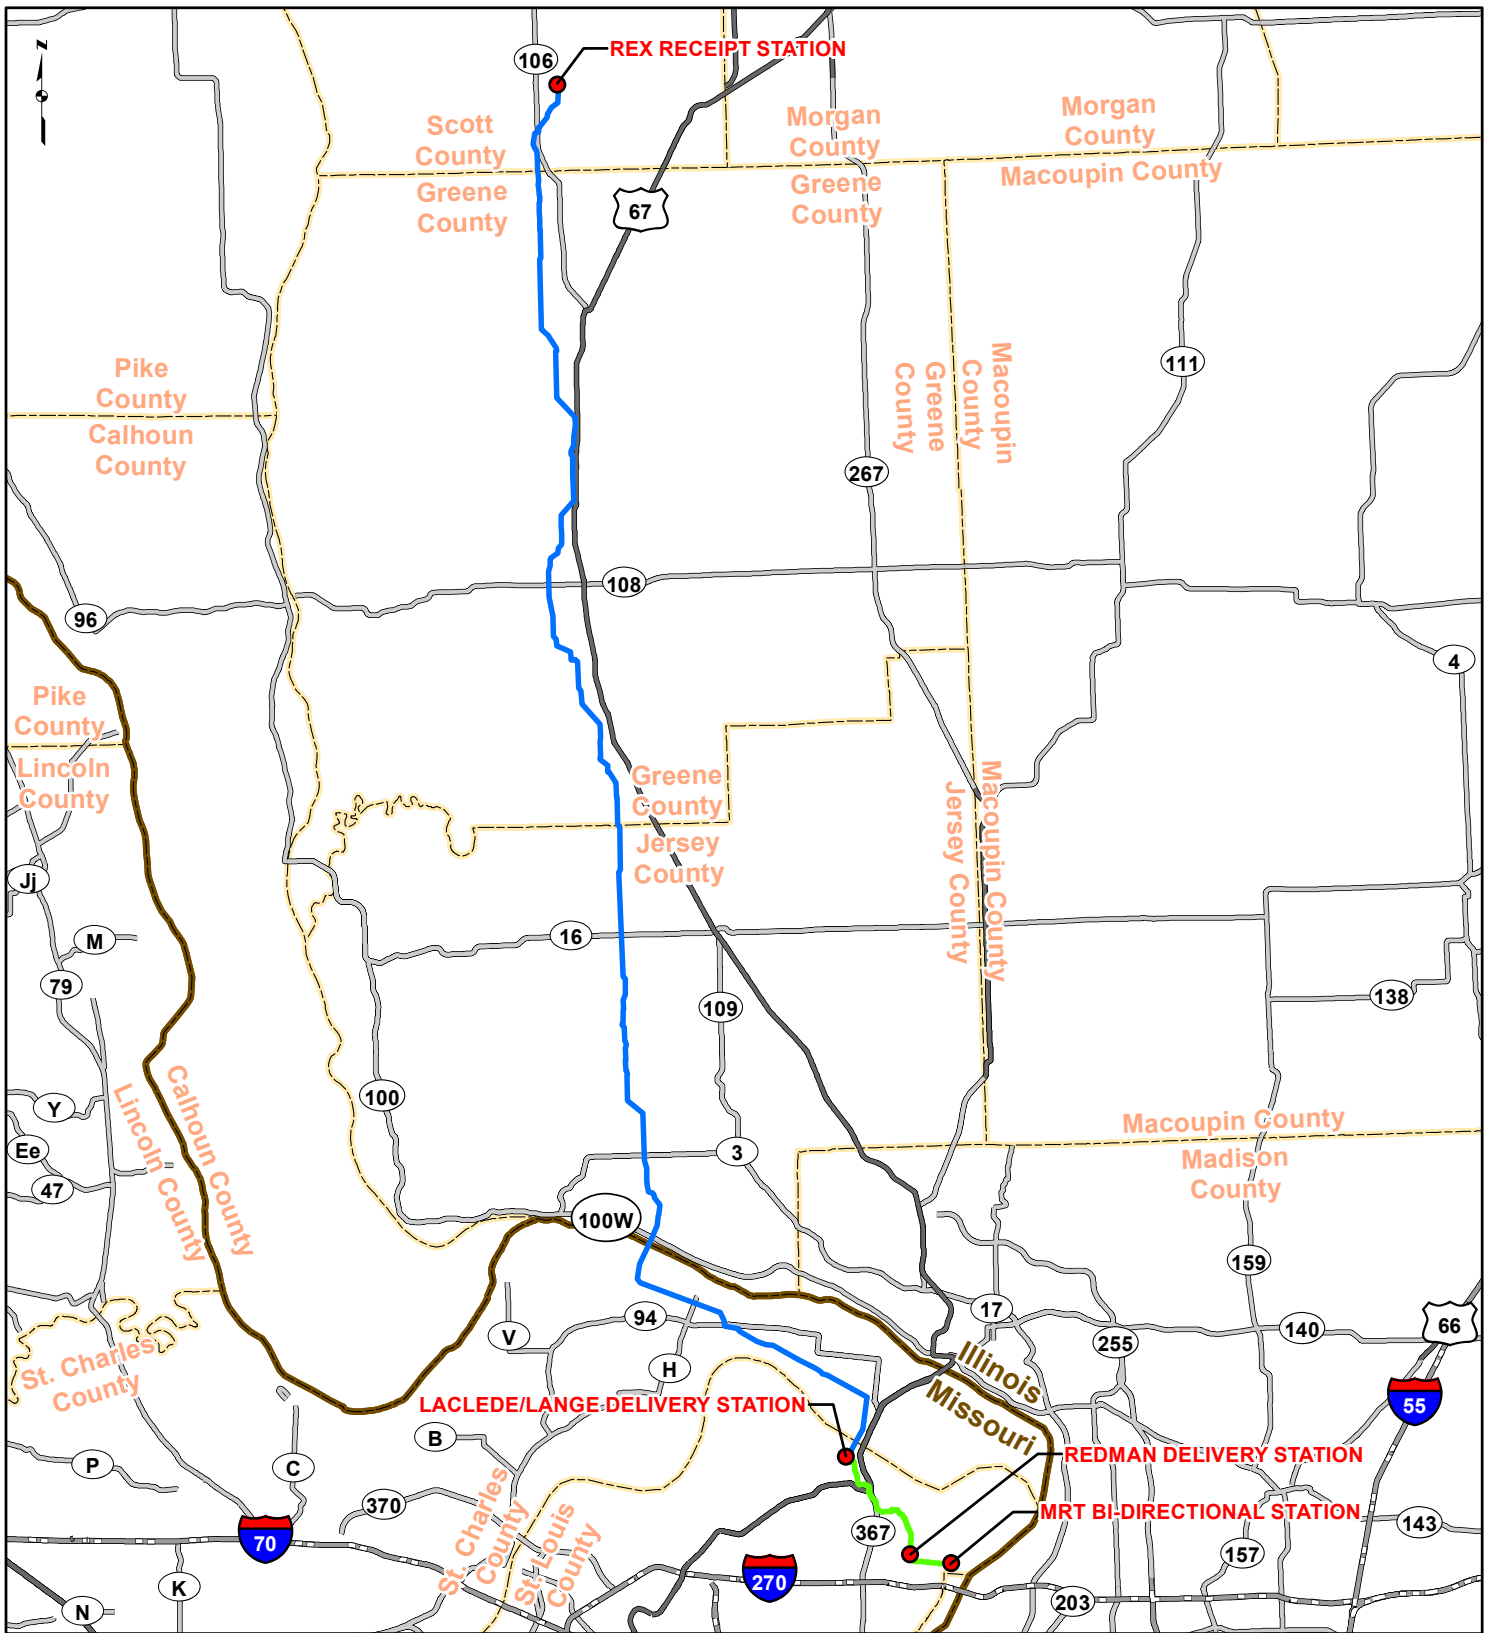 N
106
REX RECEIPT STATION
Scott
County
Morgan
County
Morgan
County
Greene
County
67
Greene
County
Macoupin County
Pike
County
Calhoun
County
Greene
County
Macoupin
County
111
267
108
96
4
Pike
County
Lincoln
County
Greene
County
Jersey
County
Jersey County
Macoupin County
Jj
M
16
79
109
138
Calhoun County
Lincoln County
100
Y
Ee
47
3
Macoupin County
Madison
County
100W
159
17
94
V
H
255
140
66
St. Charles
County
Illinois
Missouri
55
LACLEDE/LANGE DELIVERY STATION
B
P
C
REDMAN DELIVERY STATION
370
St. Charles
County
St. Louis
County
MRT BI-DIRECTIONAL STATION
70
367
143
157
270
K
N
203